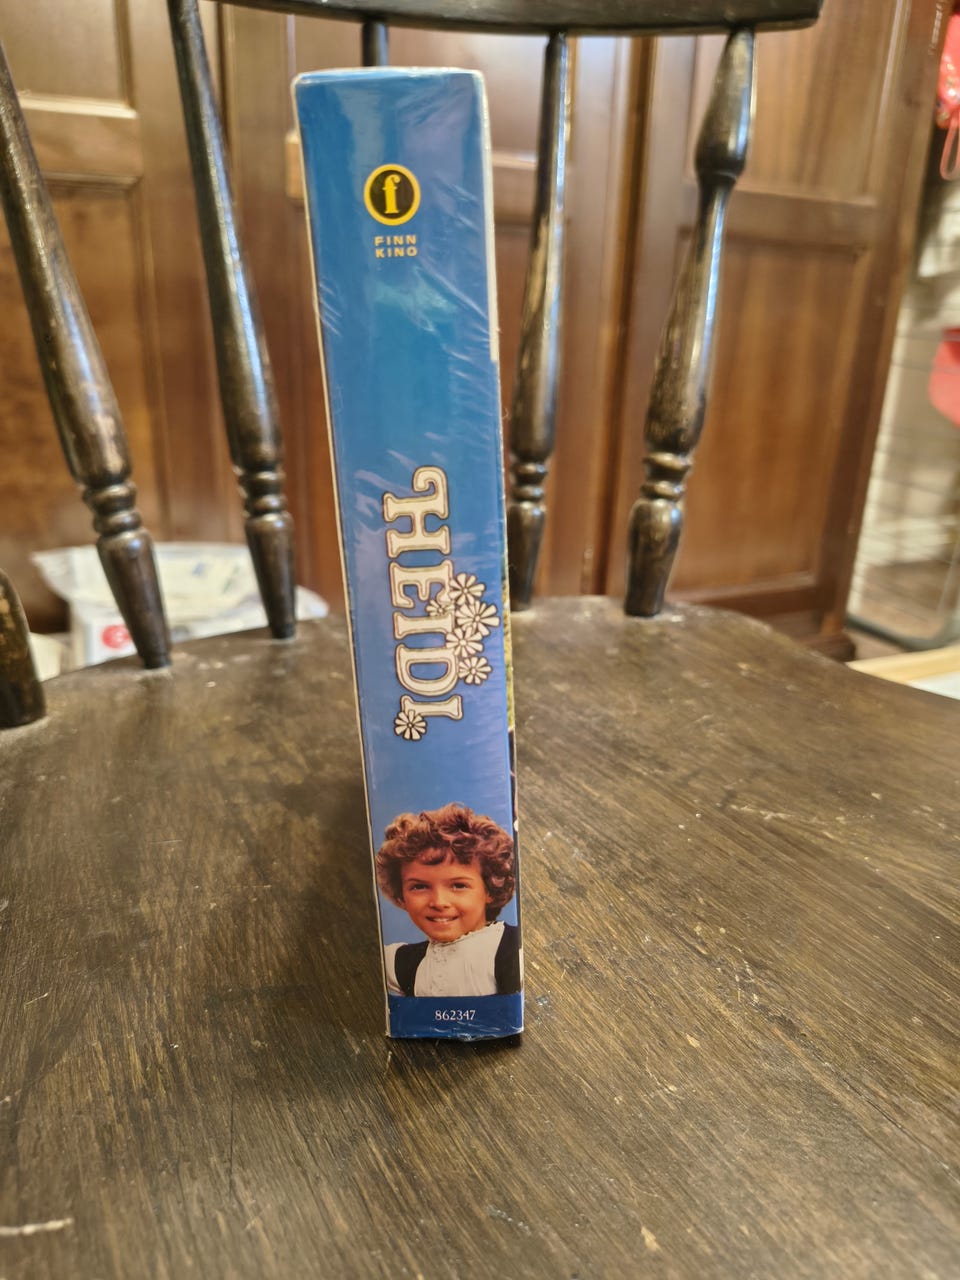 f
FINN
KINO
HEIDI
862347